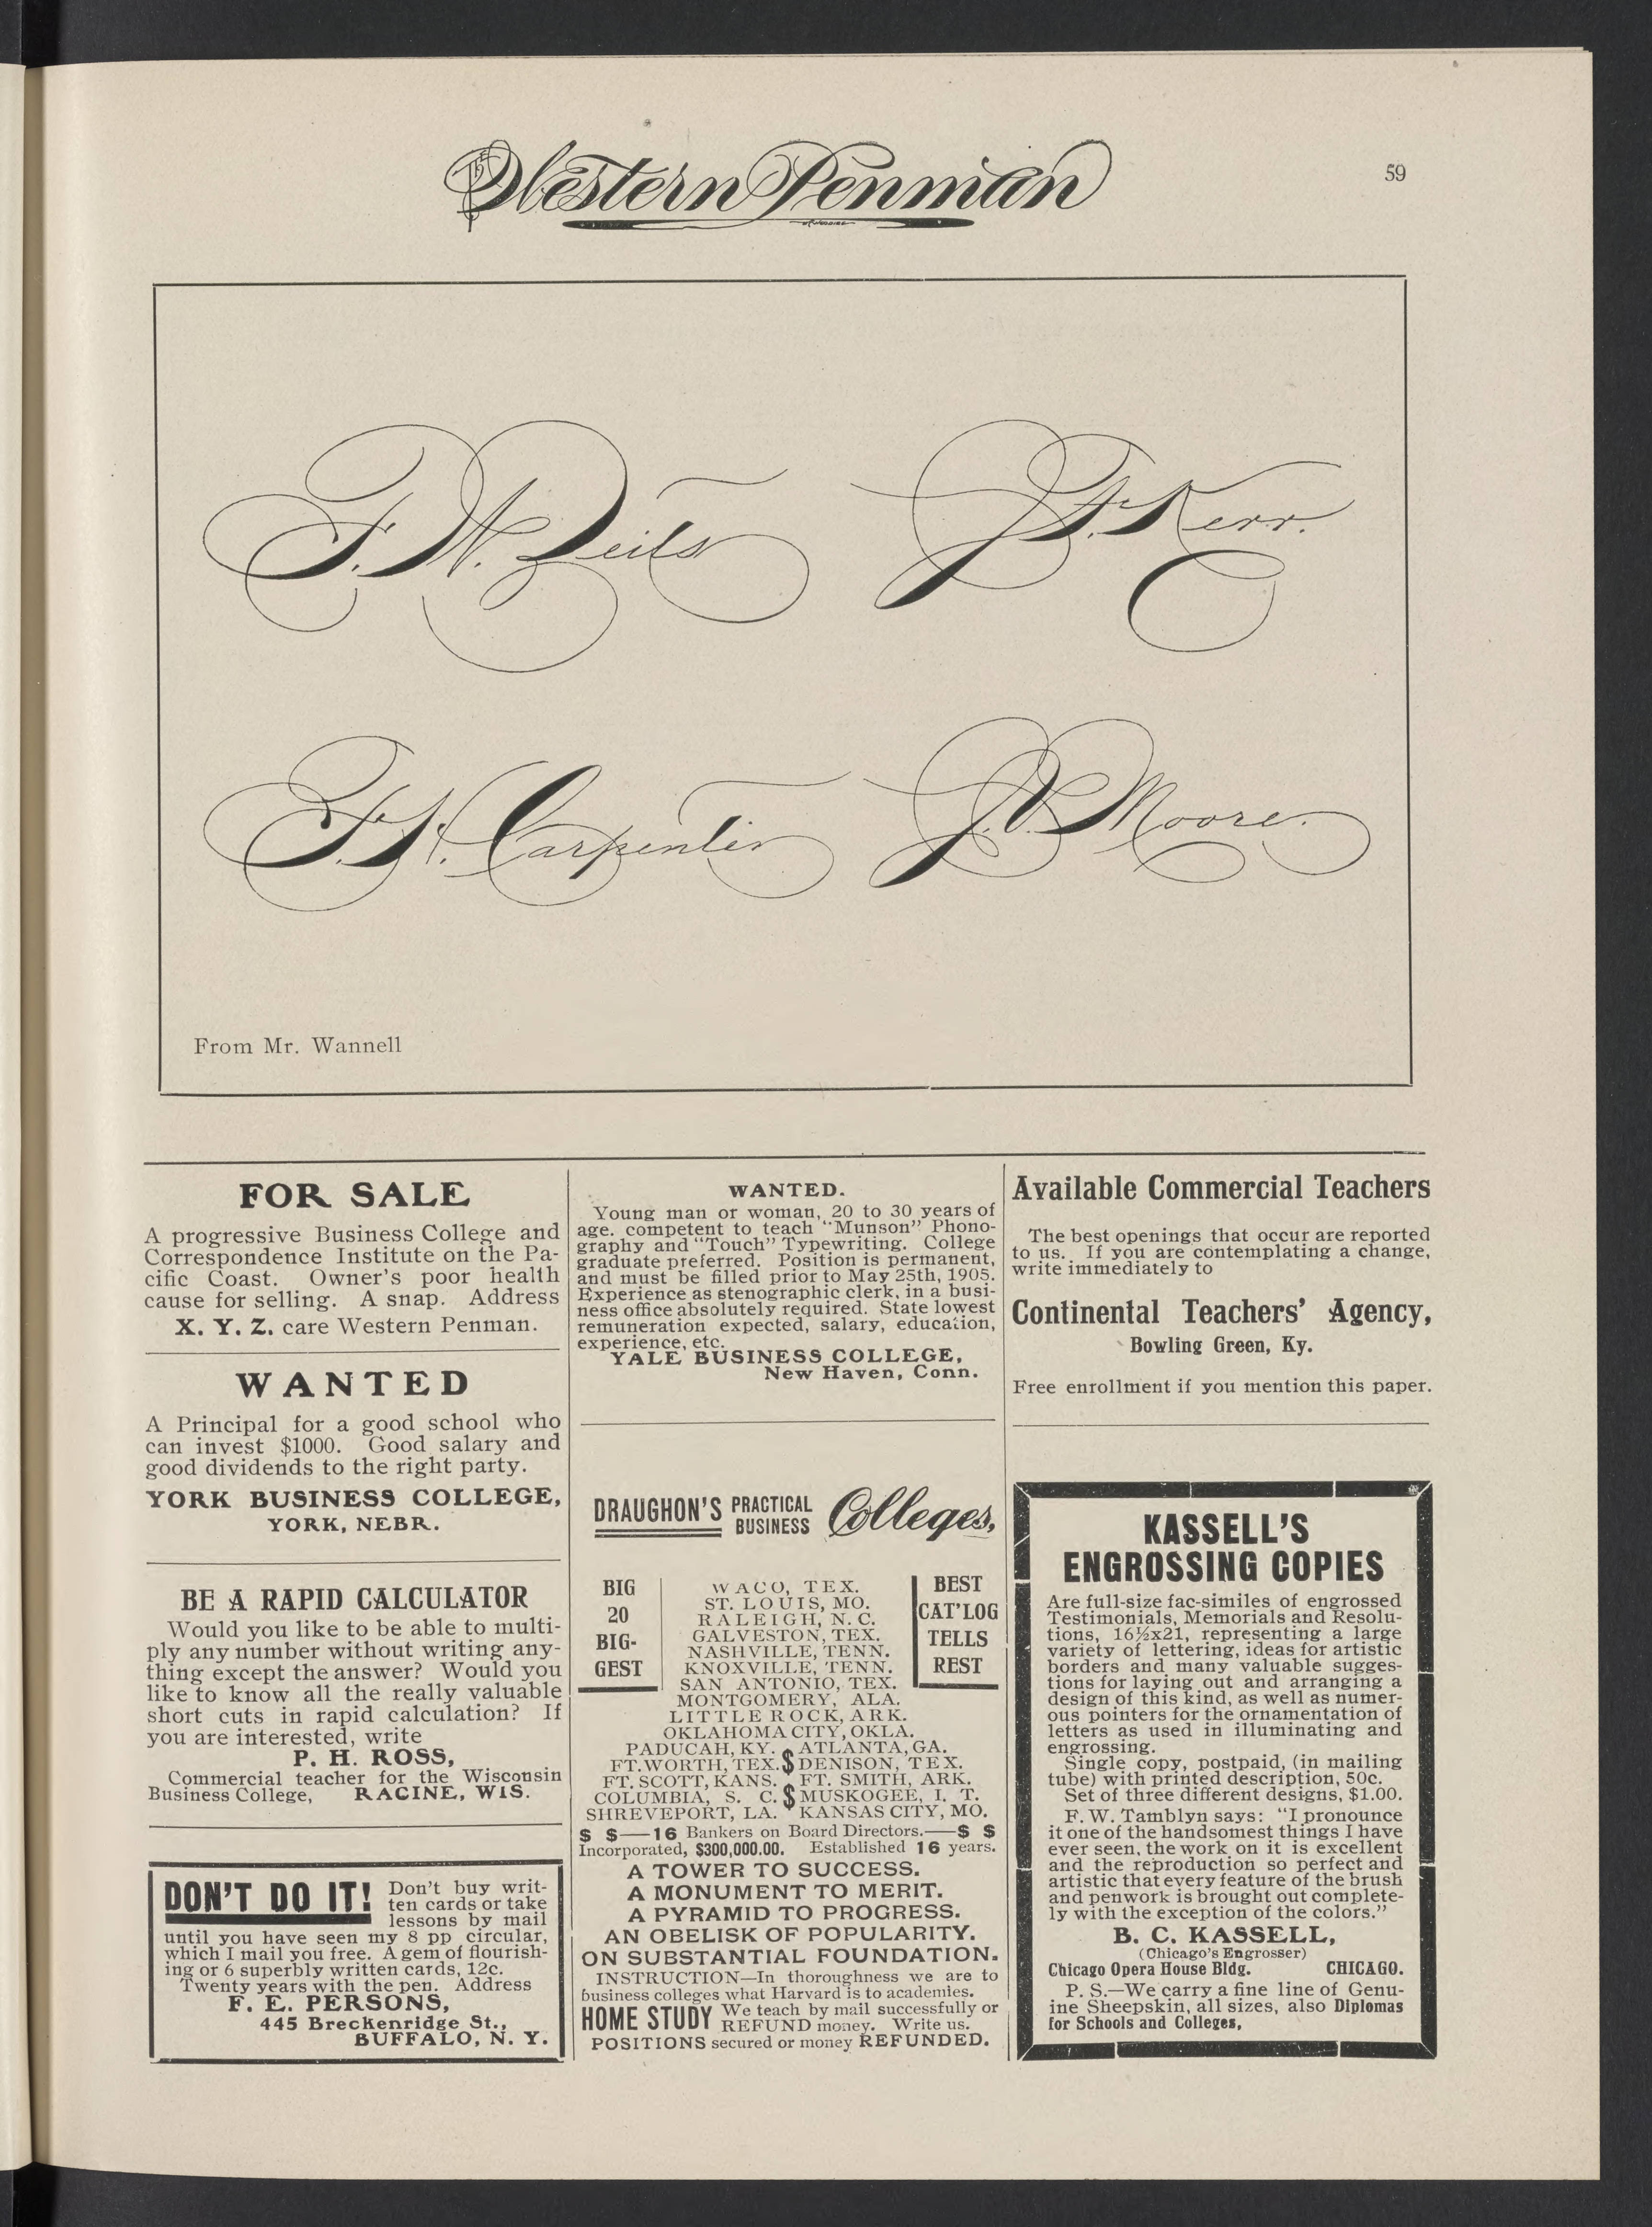 The Western Penman
59
F. W. Deits
J. A. Kerr.
F. S. Carpenter
J. V. Moore.
From Mr. Wannell
FOR SALE
A progressive Business College and
Correspondence Institute on the Pa-
cific Coast. Owner's poor health
cause for selling. A snap. Address
X. Y. Z. care Western Penman.
WANTED
A Principal for a good school who
can invest $1000. Good salary and
good dividends to the right party.
YORK BUSINESS COLLEGE,
YORK, NEBR.
BE A RAPID CALCULATOR
Would you like to be able to multi-
ply any number without writing any-
thing except the answer? Would you
like to know all the really valuable
short cuts in rapid calculation? If
you are interested, write
P. H. ROSS,
Commercial teacher for the Wisconsin
Business College, RACINE, WIS.
DON'T DO IT! Don't buy writ-
ten cards or take
lessons by mail
until you have seen my 8 pp circular,
which I mail you free. A gem of flourish-
ing or 6 superbly written cards, 12c.
Twenty years with the pen. Address
F. E. PERSONS,
445 Breckenridge St.,
BUFFALO, N. Y.
WANTED.
Young man or woman, 20 to 30 years of
age. competent to teach "Munson" Phono-
graphy and "Touch" Typewriting. College
graduate preferred. Position is permanent,
and must be filled prior to May 25th, 1905.
Experience as stenographic clerk, in a busi-
ness office absolutely required. State lowest
remuneration expected, salary, education,
experience, etc.
YALE BUSINESS COLLEGE,
New Haven, Conn.
DRAUGHON'S PRACTICAL BUSINESS Colleges,
BIG
20
BIG-
GEST
WACO, TEX.
ST. LOUIS, MO.
RALEIGH, N. C.
GALVESTON, TEX.
NASHVILLE, TENN.
KNOXVILLE, TENN.
SAN ANTONIO, TEX.
BEST
CAT'LOG
TELLS
REST
MONTGOMERY, ALA.
LITTLE ROCK, ARK.
OKLAHOMA CITY, OKLA.
PADUCAH, KY. ATLANTA, GA.
FT. WORTH, TEX. $ DENISON, TEX.
FT. SCOTT, KANS. FT. SMITH, ARK.
COLUMBIA, S. C. $ MUSKOGEE, I. T.
SHREVEPORT, LA. KANSAS CITY, MO.
$ $—16 Bankers on Board Directors.—$ $
Incorporated, $300,000.00. Established 16 years.
A TOWER TO SUCCESS.
A MONUMENT TO MERIT.
A PYRAMID TO PROGRESS.
AN OBELISK OF POPULARITY.
ON SUBSTANTIAL FOUNDATION.
INSTRUCTION—In thoroughness we are to
business colleges what Harvard is to academies.
HOME STUDY We teach by mail successfully or
REFUND money. Write us.
POSITIONS secured or money REFUNDED.
Available Commercial Teachers
The best openings that occur are reported
to us. If you are contemplating a change,
write immediately to
Continental Teachers' Agency,
Bowling Green, Ky.
Free enrollment if you mention this paper.
KASSELL'S
ENGROSSING COPIES
Are full-size fac-similes of engrossed
Testimonials, Memorials and Resolu-
tions, 16½x21, representing a large
variety of lettering, ideas for artistic
borders and many valuable sugges-
tions for laying out and arranging a
design of this kind, as well as numer-
ous pointers for the ornamentation of
letters as used in illuminating and
engrossing.
Single copy, postpaid, (in mailing
tube) with printed description, 50c.
Set of three different designs, $1.00.
F. W. Tamblyn says: "I pronounce
it one of the handsomest things I have
ever seen, the work on it is excellent
and the reproduction so perfect and
artistic that every feature of the brush
and penwork is brought out complete-
ly with the exception of the colors."
B. C. KASSELL,
(Chicago's Engrosser)
Chicago Opera House Bldg. CHICAGO.
P. S.—We carry a fine line of Genu-
ine Sheepskin, all sizes, also Diplomas
for Schools and Colleges,